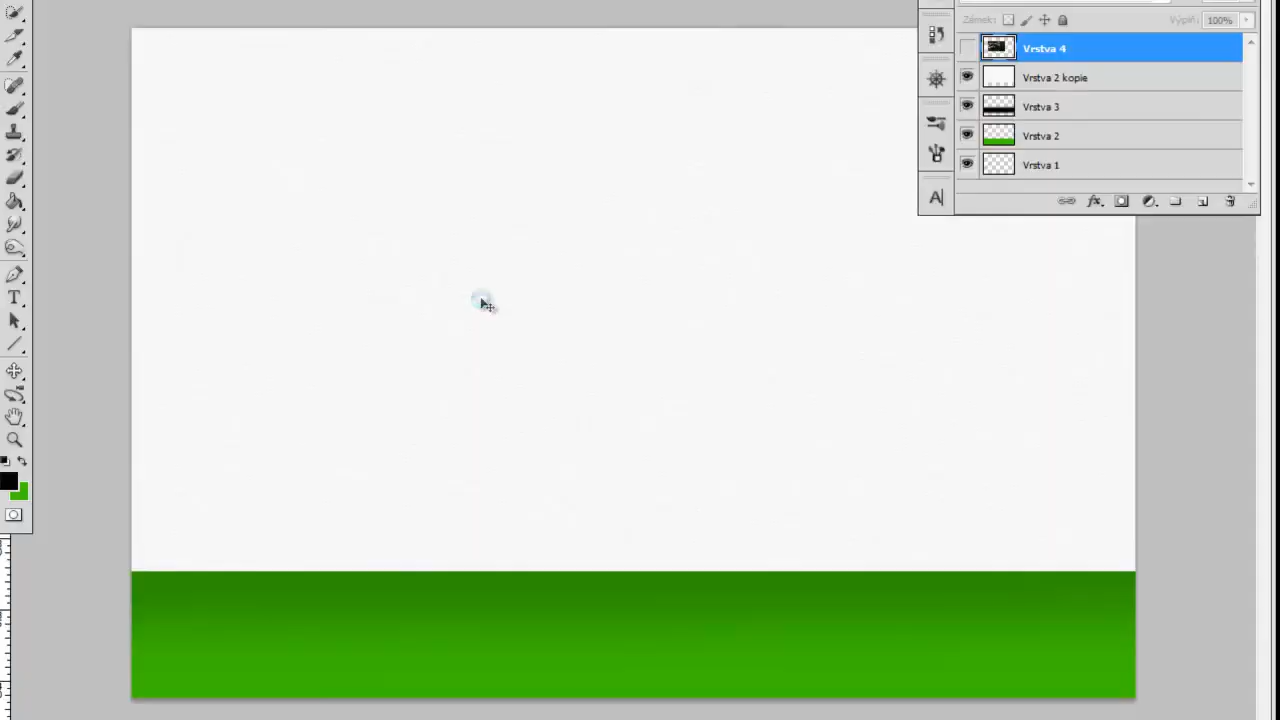 Zámek:
Výplň: 100%
Vrstva 4
Vrstva 2 kopie
Vrstva 3
Vrstva 2
Vrstva 1